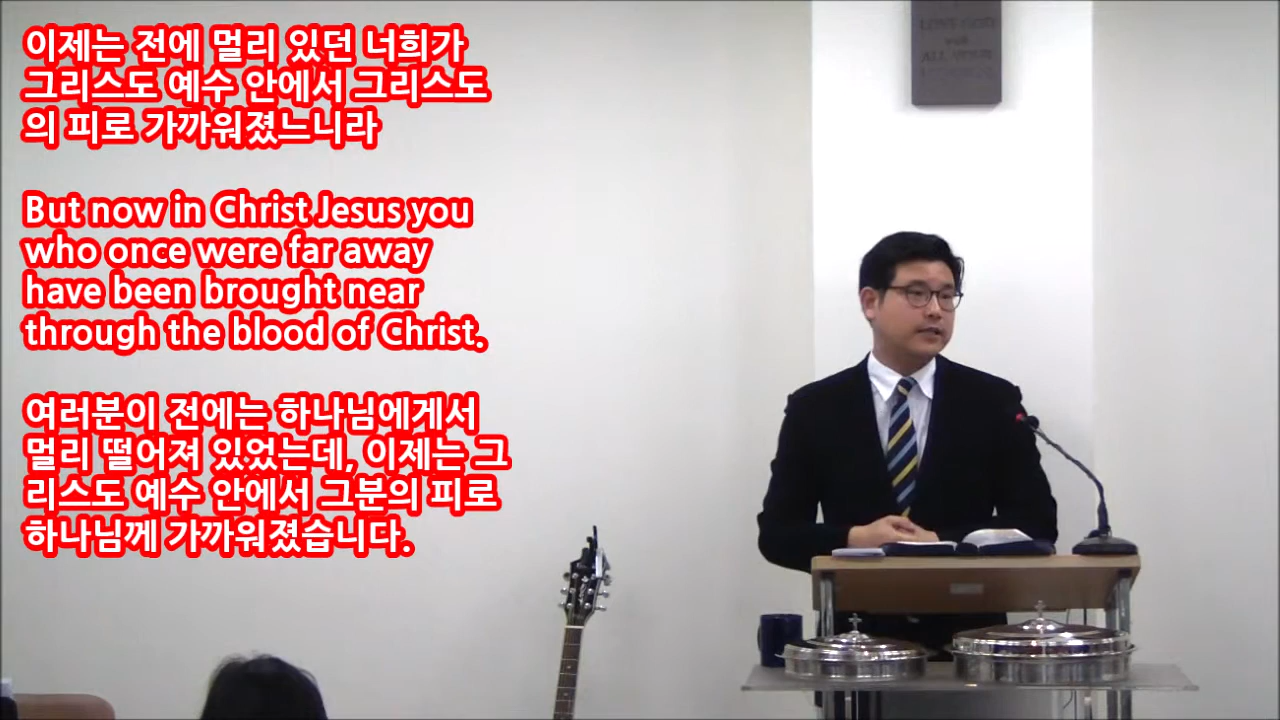 이제는 전에 멀리 있던 너희가
그리스도 예수 안에서 그리스도
의 피로 가까워졌느니라
But now in Christ Jesus you
who once were far away
have been brought near
through the blood of Christ.
여러분이 전에는 하나님에게서
멀리 떨어져 있었는데, 이제는 그
리스도 예수 안에서 그분의 피로
하나님께 가까워졌습니다.